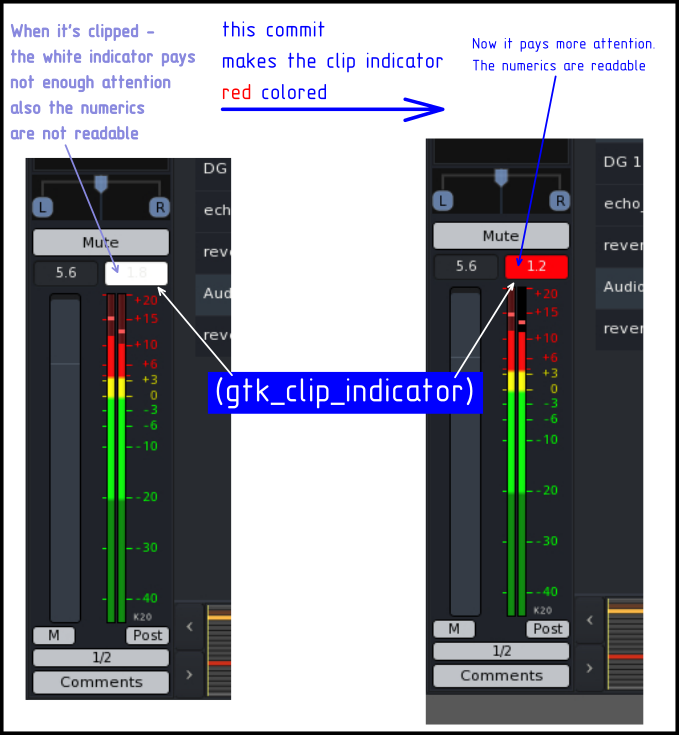 When it's clipped -
the white indicator pays
not enough attention
also the numerics
are not readable
this commit
makes the clip indicator
red colored
Now it pays more attention.
The numerics are readable
L
R
Mute
5.6
1.8
+20
+15
+10
+6
+3
0
-3
-6
-10
-20
-30
-40
K20
M
Post
1/2
Comments
DG
ech
reve
Aud
reve
<
>
(gtk_clip_indicator)
L
R
Mute
5.6
1.2
+20
+15
+10
+6
+3
0
-3
-6
-10
-20
-30
-40
K20
M
Post
1/2
Comments
DG 1
echo_
rever
Audio
rever
<
>